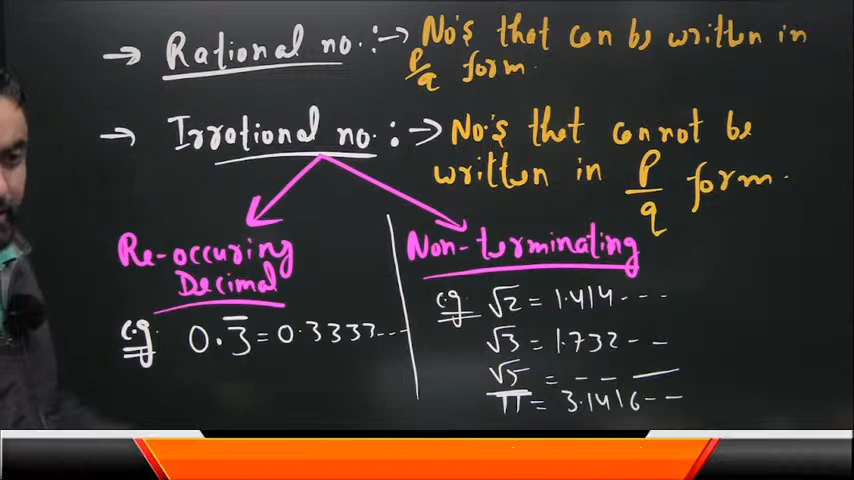 → Rational no. :→ No's that can be written in
P/q form.
→ Irrational no. :→ No's that cannot be
written in P/q form.
Re-occuring
Decimal
e.g. 0.3̅ = 0.3333...
Non-terminating
e.g. √2 = 1.414----
√3 = 1.732--
√5 = -- —
π = 3.1416--